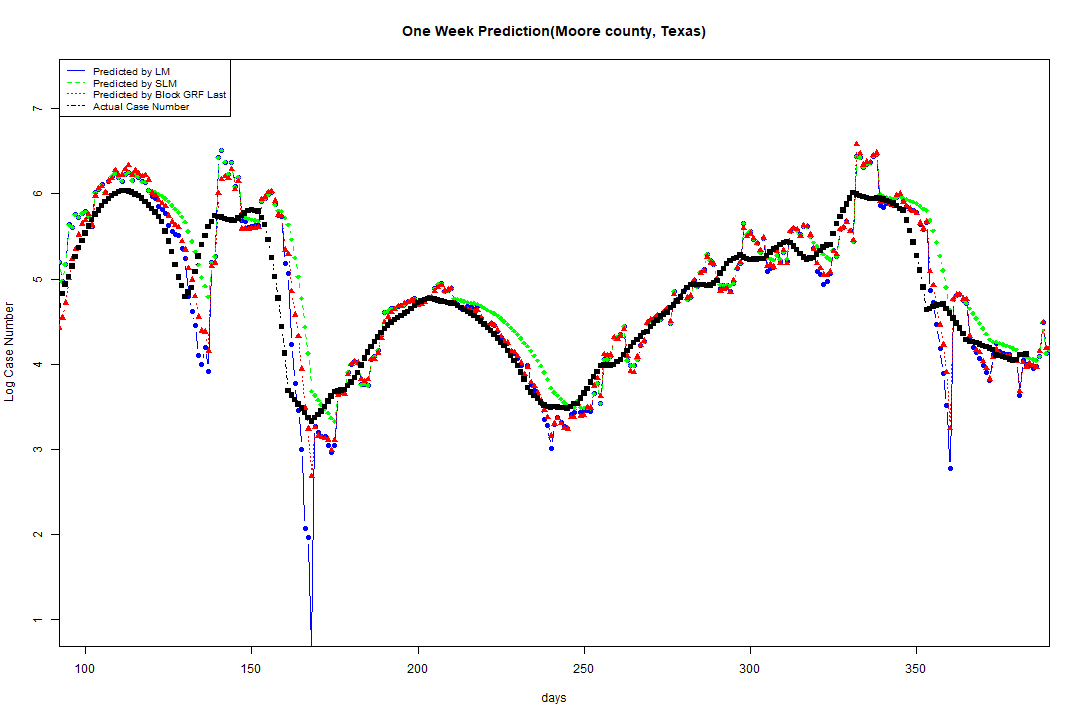 One Week Prediction(Moore county, Texas)
Predicted by LM
Predicted by SLM
Predicted by Block GRF Last
Actual Case Number
7
6
5
4
3
2
1
Log Case Number
100 150 200 250 300 350
days